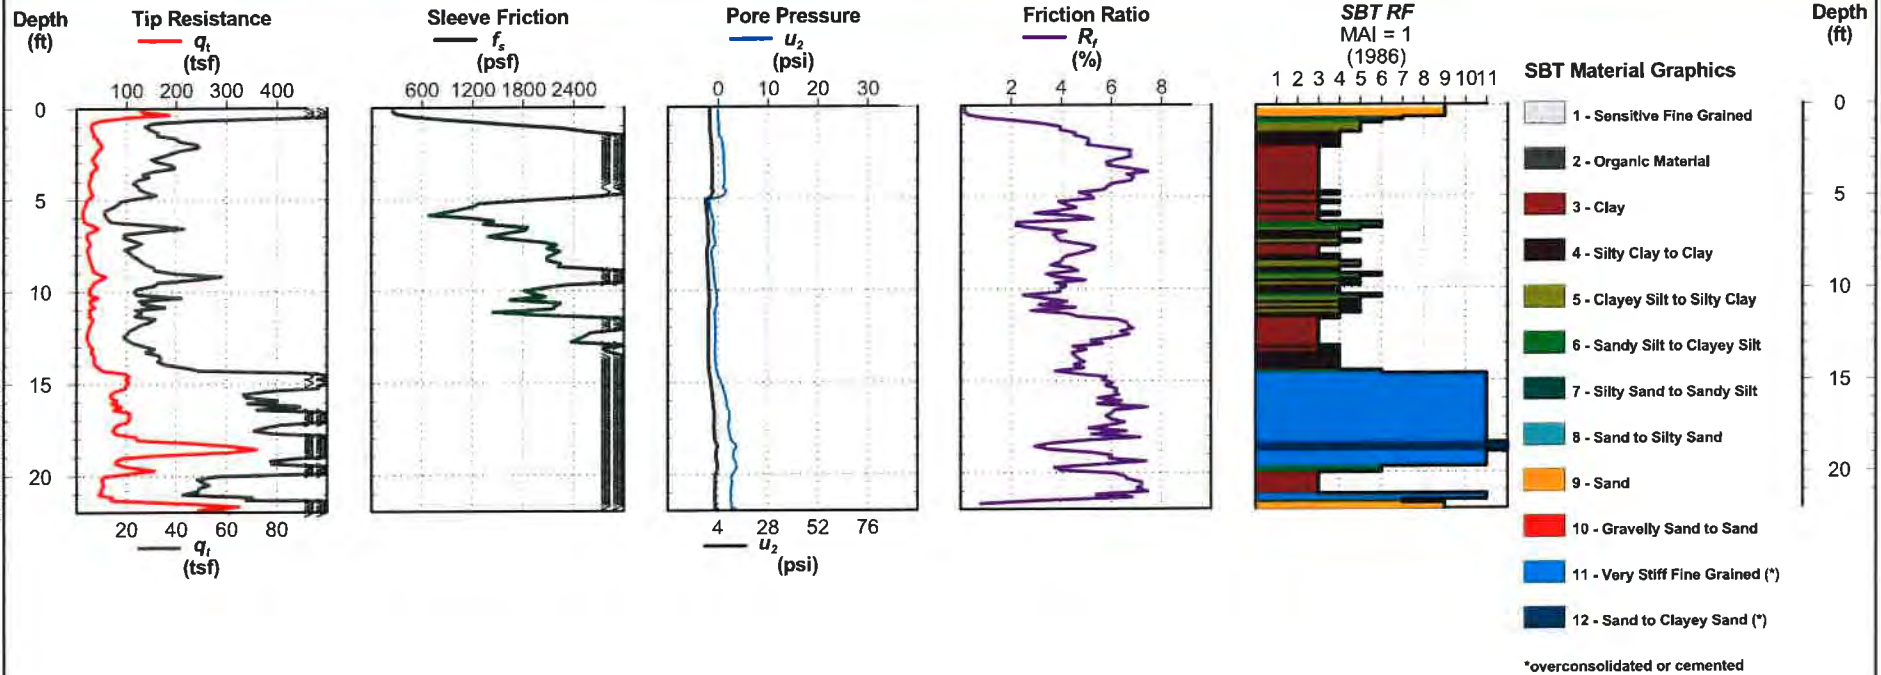 Depth
(ft)
Tip Resistance
qt
(tsf)
Sleeve Friction
fs
(psf)
Pore Pressure
u2
(psi)
Friction Ratio
Rf
(%)
SBT RF
MAI = 1
(1986)
Depth
(ft)
100 200 300 400
600 1200 1800 2400
0 10 20 30
2 4 6 8
1 2 3 4 5 6 7 8 9 10 11
0
5
10
15
20
20 40 60 80
qt
(tsf)
4 28 52 76
u2
(psi)
SBT Material Graphics
1 - Sensitive Fine Grained
2 - Organic Material
3 - Clay
4 - Silty Clay to Clay
5 - Clayey Silt to Silty Clay
6 - Sandy Silt to Clayey Silt
7 - Silty Sand to Sandy Silt
8 - Sand to Silty Sand
9 - Sand
10 - Gravelly Sand to Sand
11 - Very Stiff Fine Grained (*)
12 - Sand to Clayey Sand (*)
*overconsolidated or cemented
0
5
10
15
20